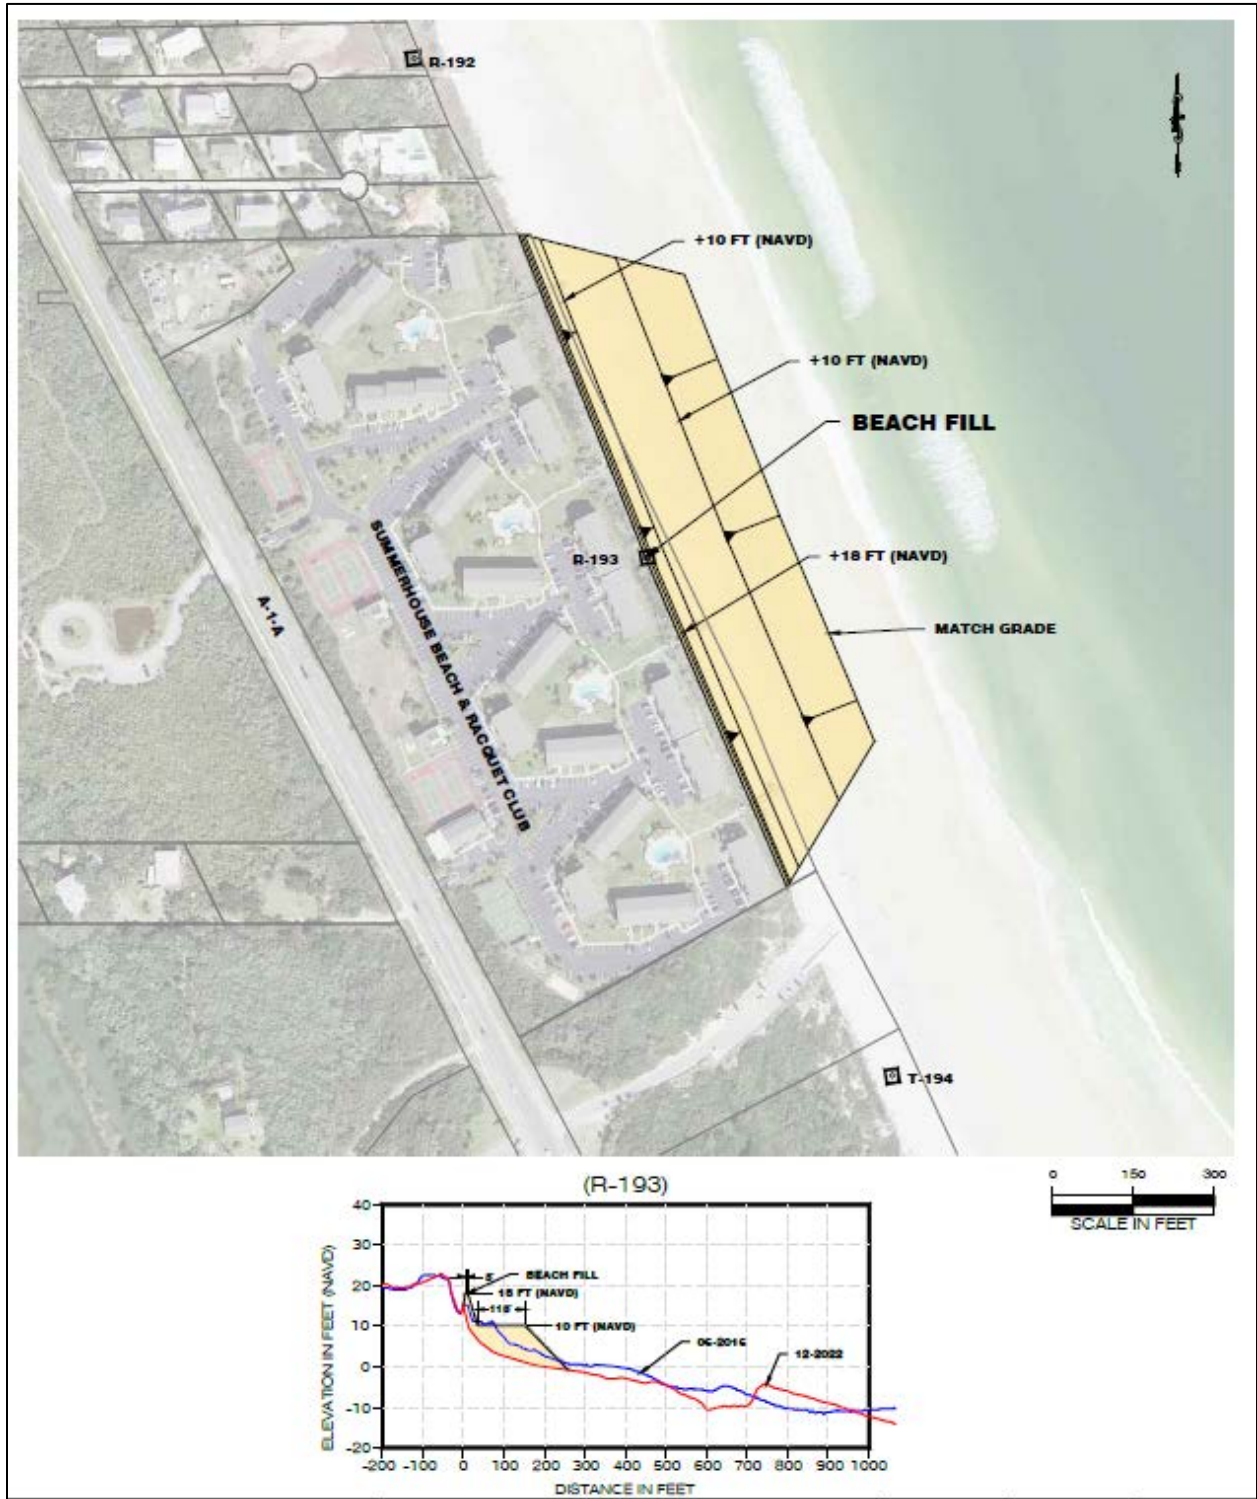 R-192
+10 FT (NAVD)
+10 FT (NAVD)
BEACH FILL
R-193
+18 FT (NAVD)
MATCH GRADE
A-1-A
SUMMERHOUSE BEACH & RACQUET CLUB
T-194
0 150 300
SCALE IN FEET
(R-193)
ELEVATION IN FEET (NAVD)
40
30
20
10
0
-10
-20
5'
BEACH FILL
18 FT (NAVD)
10 FT (NAVD)
06-2016
12-2022
-200 -100 0 100 200 300 400 500 600 700 800 900 1000
DISTANCE IN FEET